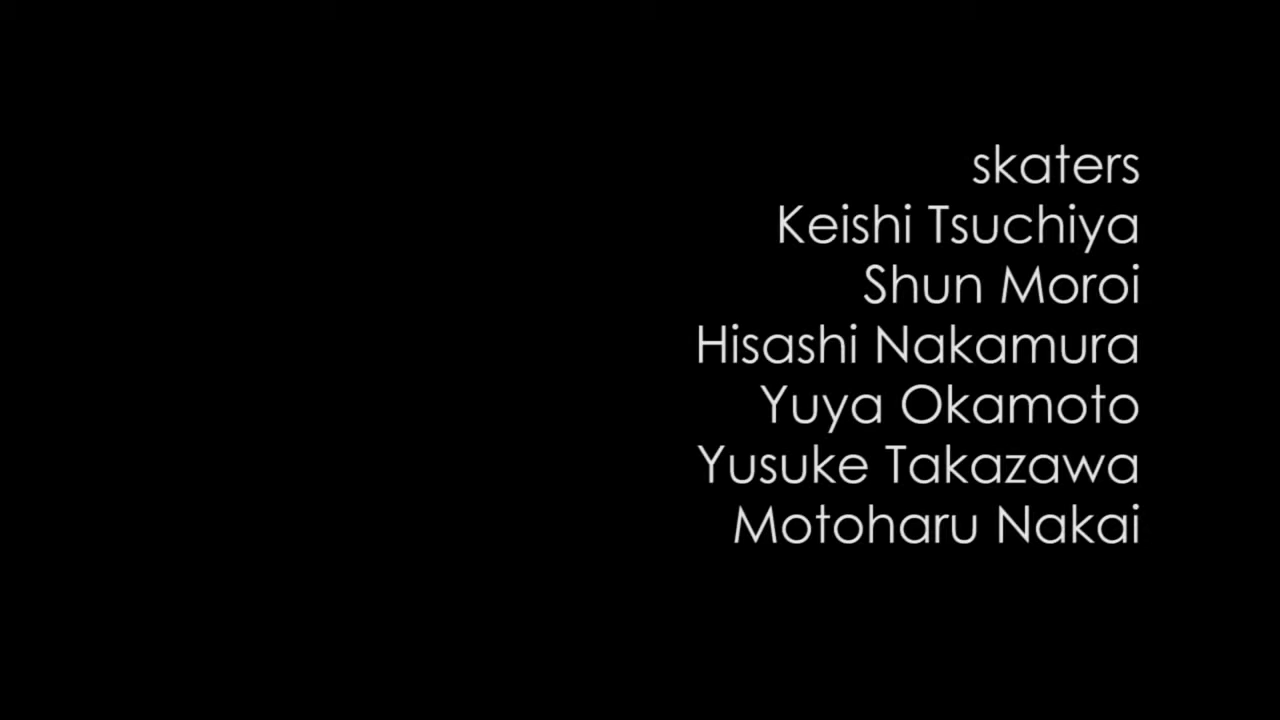 skaters
Keishi Tsuchiya
Shun Moroi
Hisashi Nakamura
Yuya Okamoto
Yusuke Takazawa
Motoharu Nakai